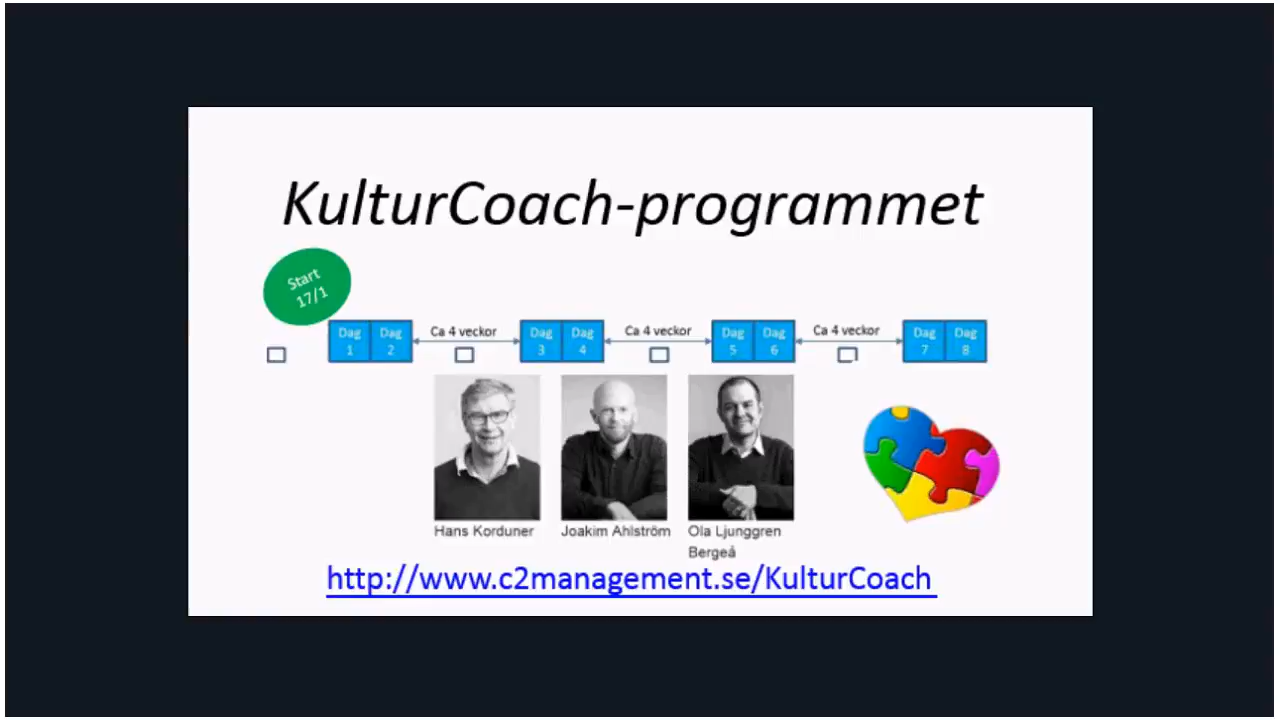 KulturCoach-programmet
Start
17/1
Dag 1
Dag 2
Ca 4 veckor
Dag 3
Dag 4
Ca 4 veckor
Dag 5
Dag 6
Ca 4 veckor
Dag 7
Dag 8
Hans Korduner
Joakim Ahlström
Ola Ljunggren
Bergeå
http://www.c2management.se/KulturCoach